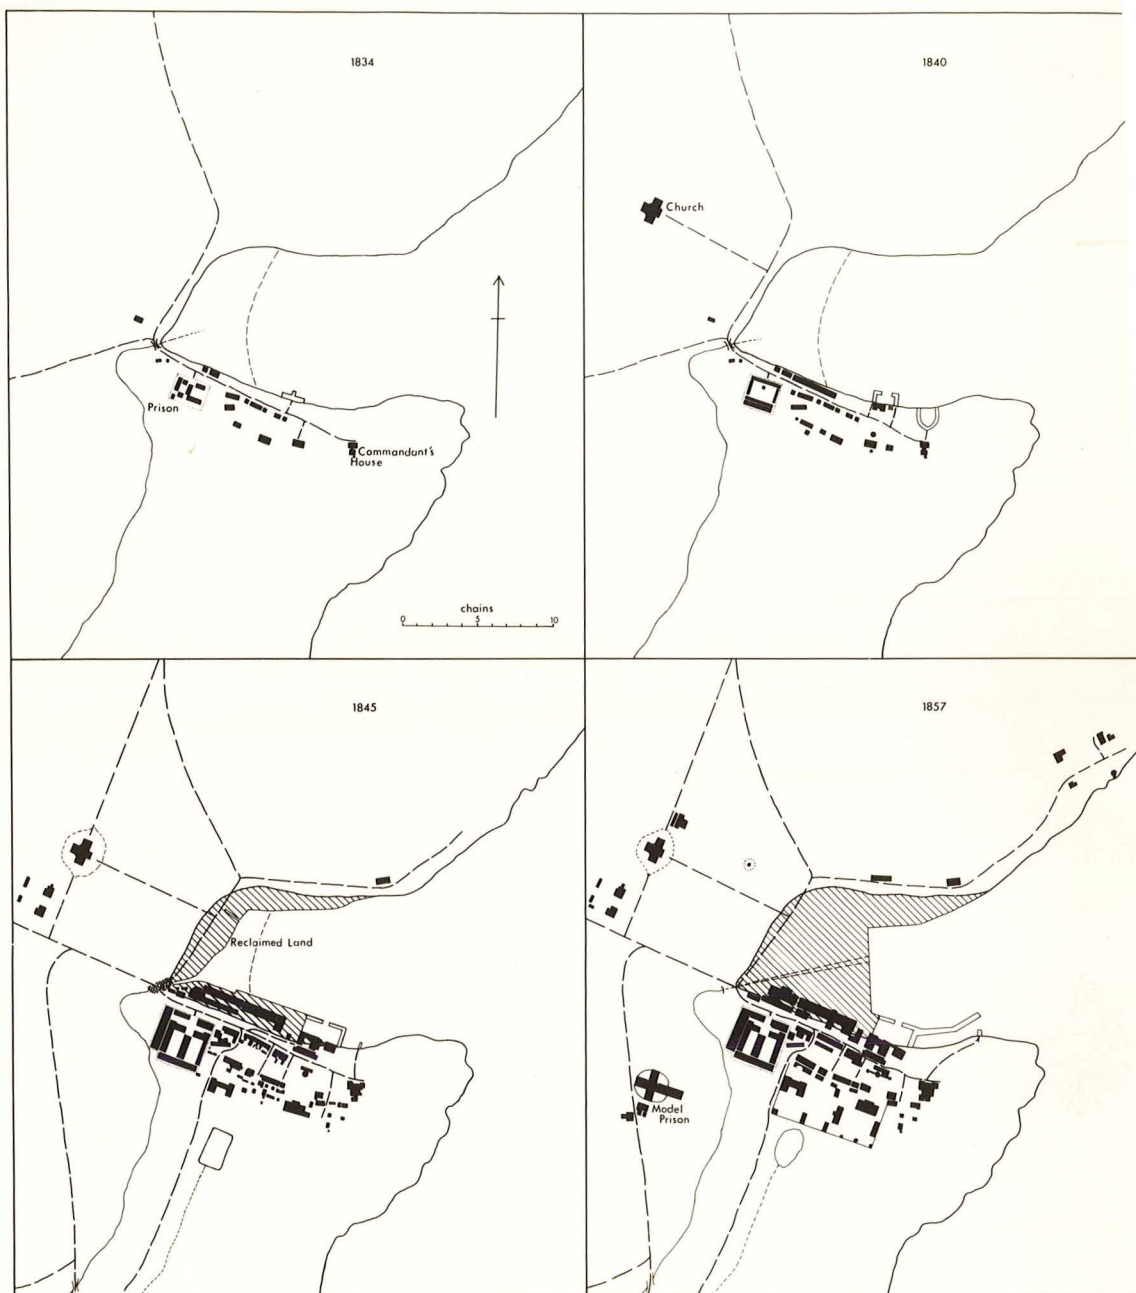 1834
Prison
Commandant's
House
chains
0 5 10
1840
Church
1845
Reclaimed Land
1857
Model
Prison